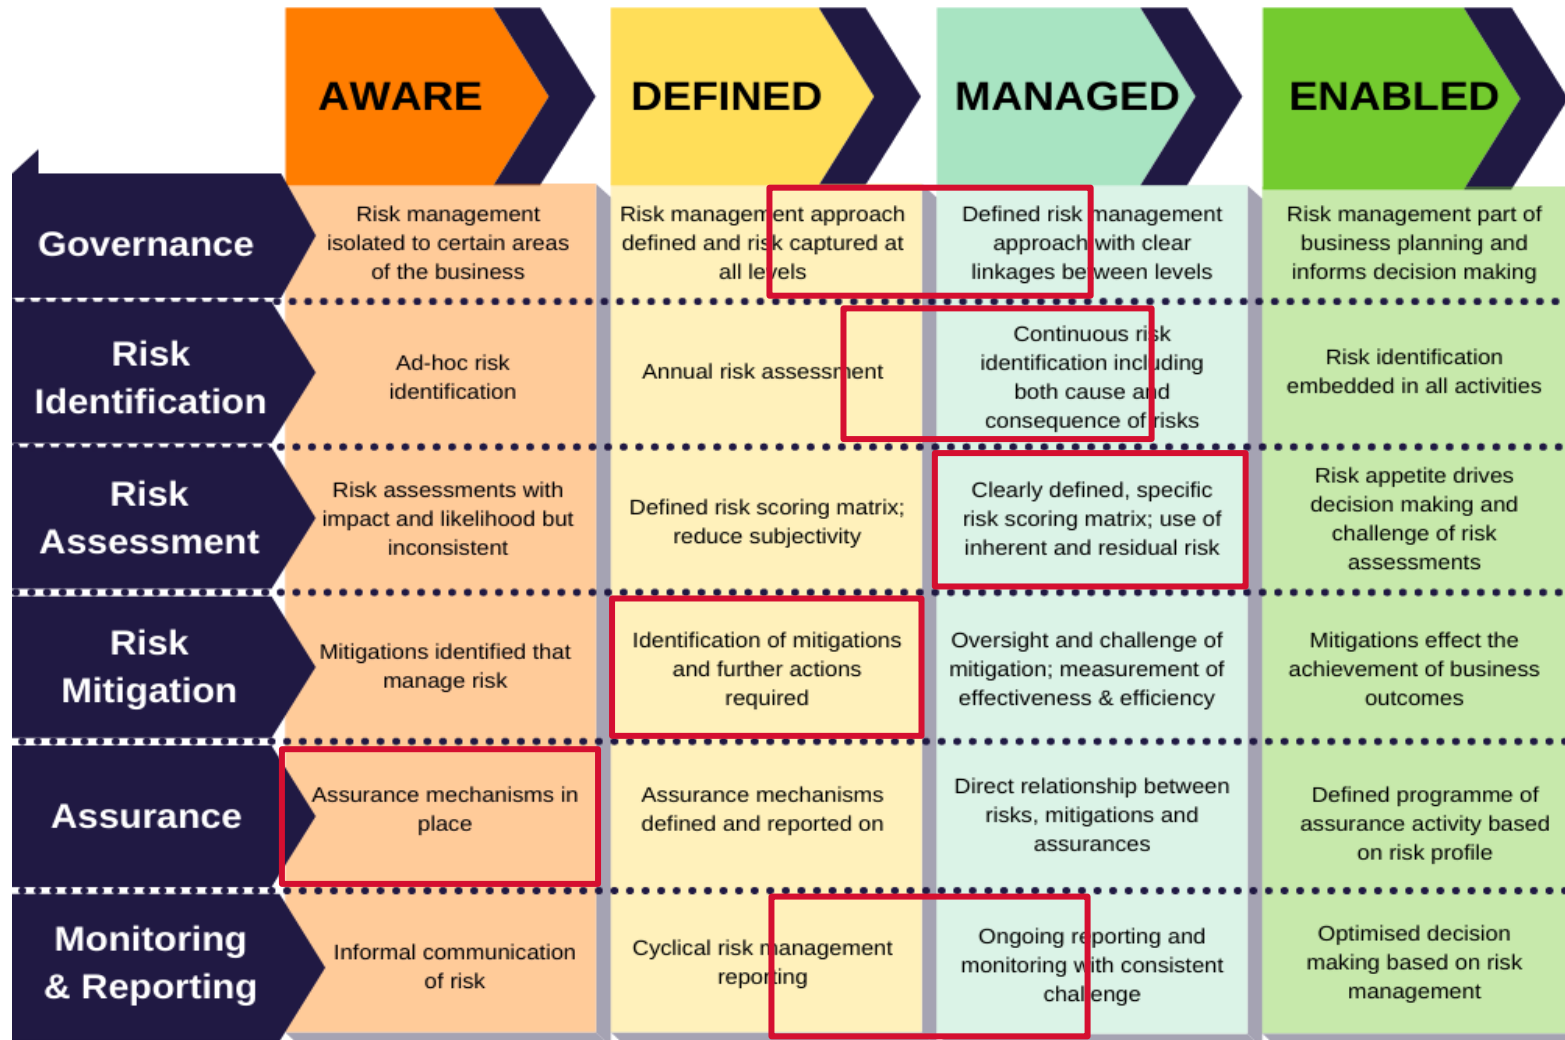 AWARE
DEFINED
MANAGED
ENABLED
Governance
Risk management
isolated to certain areas
of the business
Risk management approach
defined and risk captured at
all levels
Defined risk management
approach with clear
linkages between levels
Risk management part of
business planning and
informs decision making
Risk
Identification
Ad-hoc risk
identification
Annual risk assessment
Continuous risk
identification including
both cause and
consequence of risks
Risk identification
embedded in all activities
Risk
Assessment
Risk assessments with
impact and likelihood but
inconsistent
Defined risk scoring matrix;
reduce subjectivity
Clearly defined, specific
risk scoring matrix; use of
inherent and residual risk
Risk appetite drives
decision making and
challenge of risk
assessments
Risk
Mitigation
Mitigations identified that
manage risk
Identification of mitigations
and further actions
required
Oversight and challenge of
mitigation; measurement of
effectiveness & efficiency
Mitigations effect the
achievement of business
outcomes
Assurance
Assurance mechanisms in
place
Assurance mechanisms
defined and reported on
Direct relationship between
risks, mitigations and
assurances
Defined programme of
assurance activity based
on risk profile
Monitoring
& Reporting
Informal communication
of risk
Cyclical risk management
reporting
Ongoing reporting and
monitoring with consistent
challenge
Optimised decision
making based on risk
management